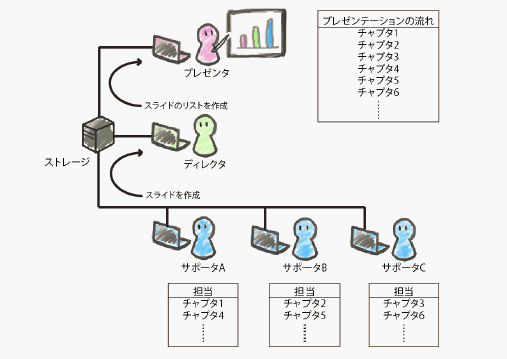 プレゼンテーションの流れ
チャプタ1
チャプタ2
チャプタ3
チャプタ4
チャプタ5
チャプタ6
プレゼンタ
スライドのリストを作成
ストレージ
ディレクタ
スライドを作成
サポータA
サポータB
サポータC
担当
チャプタ1
チャプタ4
担当
チャプタ2
チャプタ5
担当
チャプタ3
チャプタ6